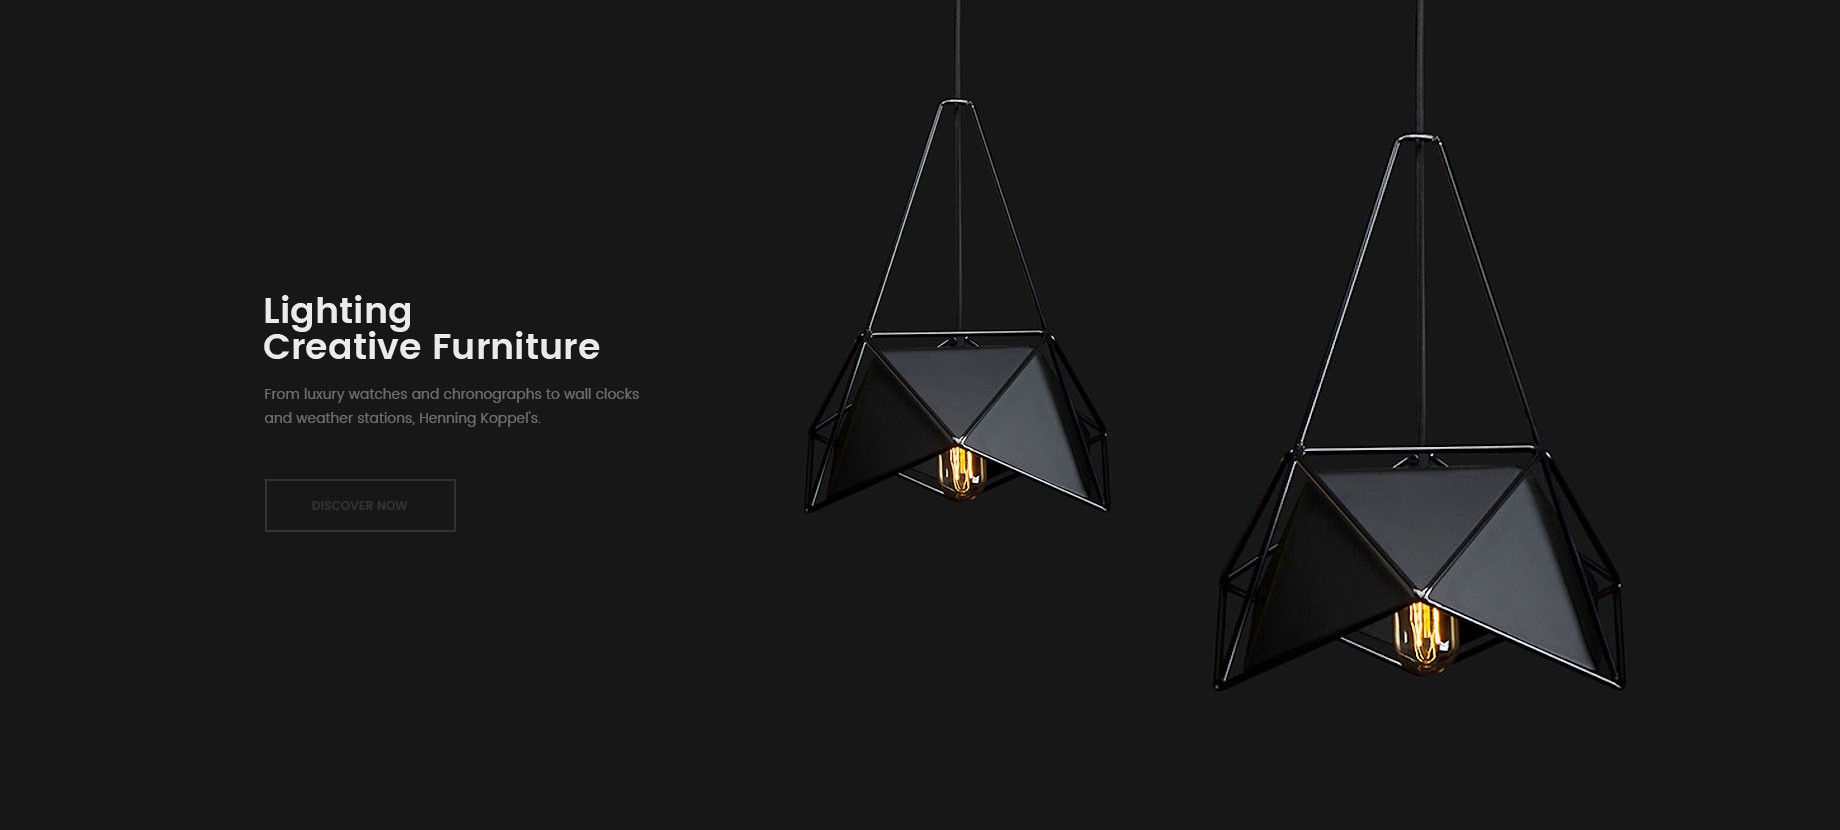 Lighting
Creative Furniture
From luxury watches and chronographs to wall clocks
and weather stations, Henning Koppel's.
DISCOVER NOW